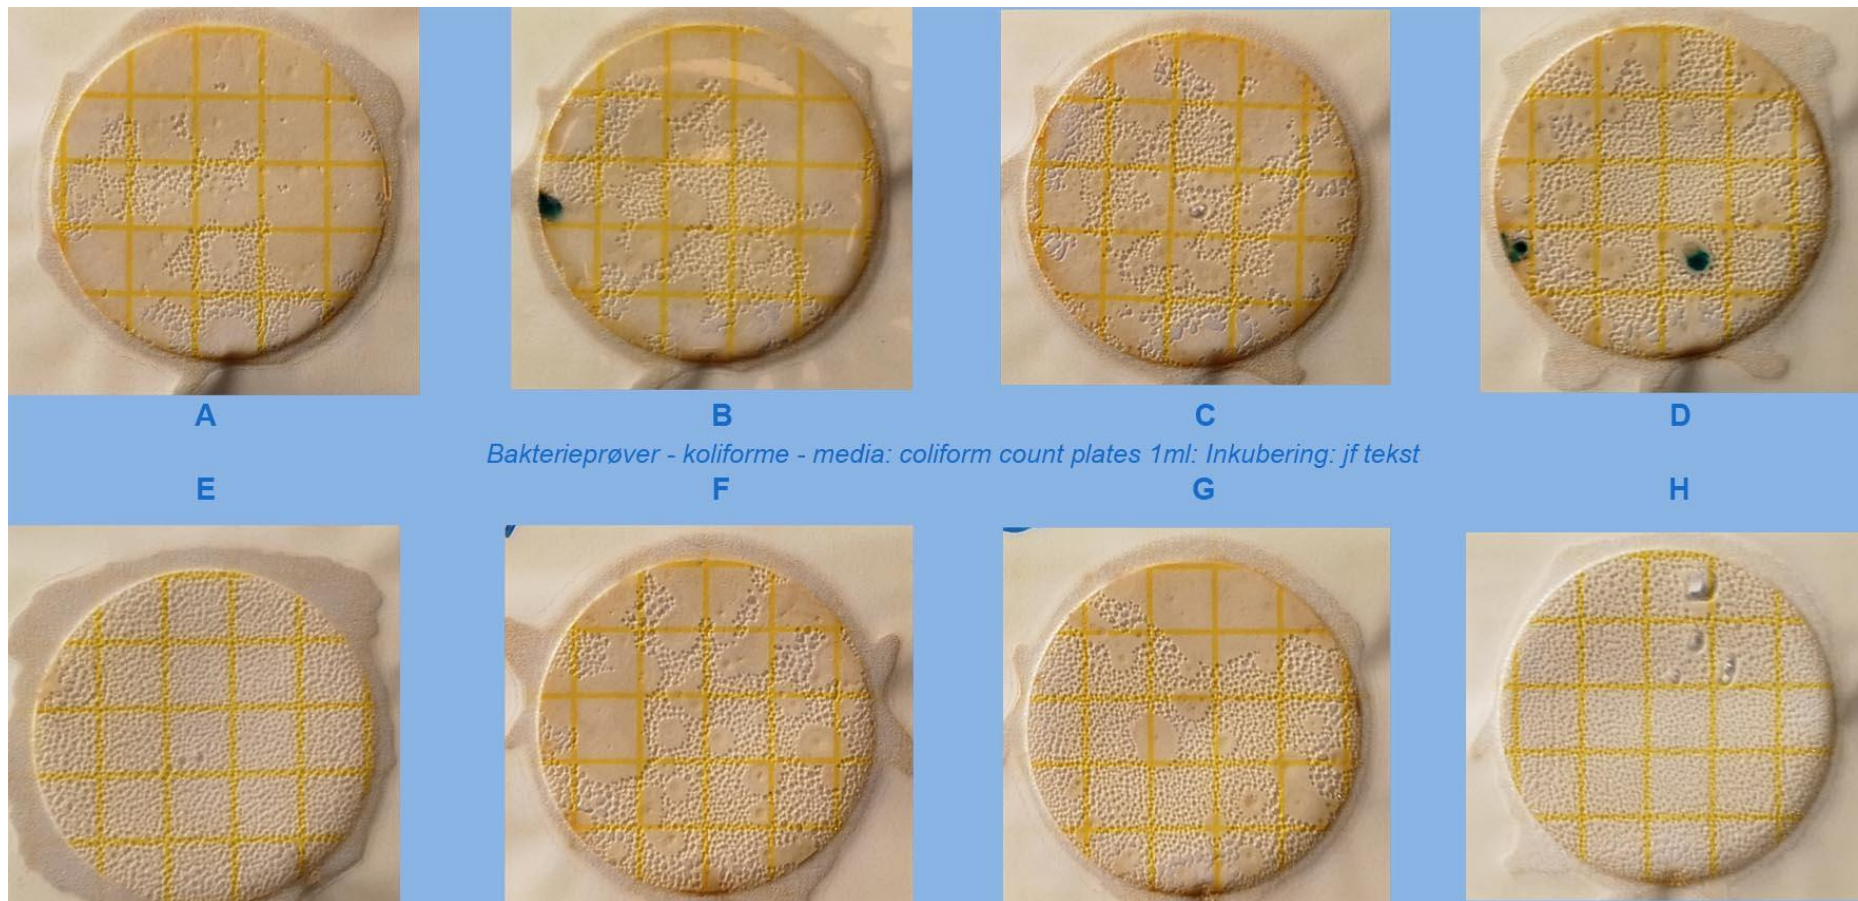 A B C D
Bakterieprøver - koliforme - media: coliform count plates 1ml: Inkubering: jf tekst
E F G H